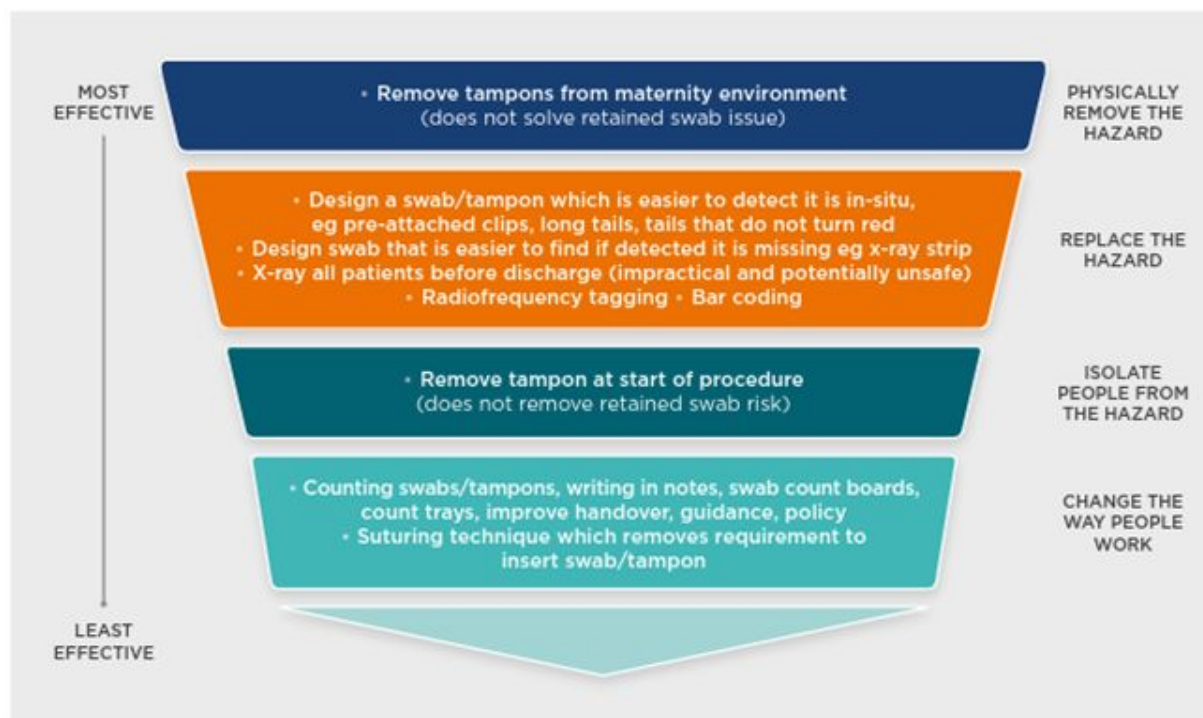 MOST
EFFECTIVE
• Remove tampons from maternity environment
(does not solve retained swab issue)
PHYSICALLY
REMOVE THE
HAZARD
• Design a swab/tampon which is easier to detect it is in-situ,
eg pre-attached clips, long tails, tails that do not turn red
• Design swab that is easier to find if detected it is missing eg x-ray strip
• X-ray all patients before discharge (impractical and potentially unsafe)
• Radiofrequency tagging • Bar coding
REPLACE THE
HAZARD
• Remove tampon at start of procedure
(does not remove retained swab risk)
ISOLATE
PEOPLE FROM
THE HAZARD
• Counting swabs/tampons, writing in notes, swab count boards,
count trays, improve handover, guidance, policy
• Suturing technique which removes requirement to
insert swab/tampon
CHANGE THE
WAY PEOPLE
WORK
LEAST
EFFECTIVE